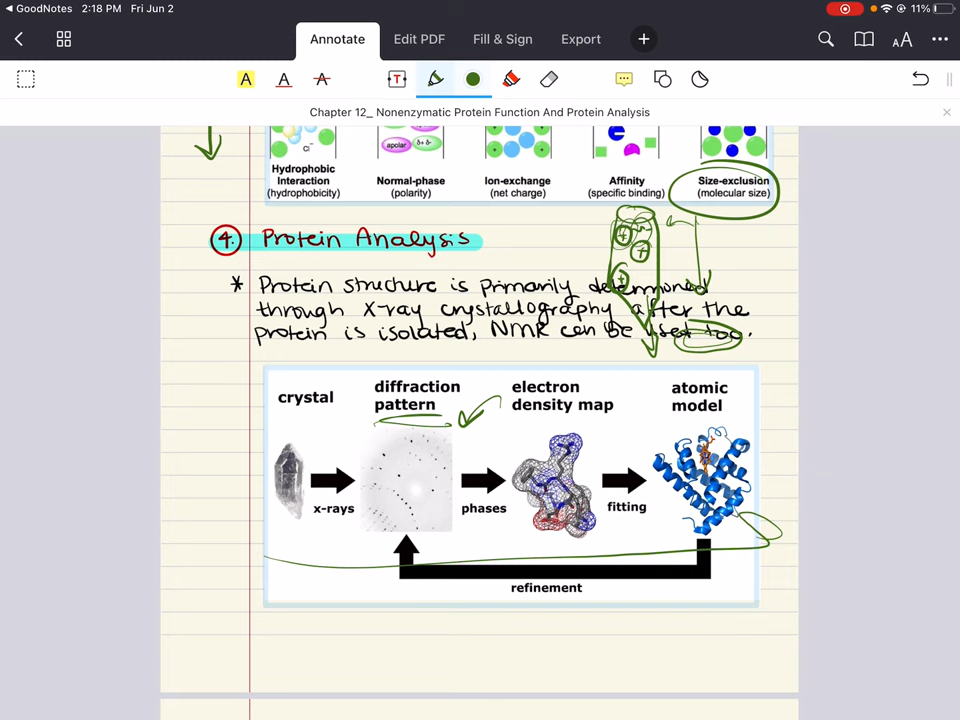 GoodNotes 2:18 PM Fri Jun 2 11%
Annotate Edit PDF Fill & Sign Export
A A A T AA
Chapter 12_ Nonenzymatic Protein Function And Protein Analysis
Cl⁻ apolar δ+ δ-
Hydrophobic Interaction (hydrophobicity)
Normal-phase (polarity)
Ion-exchange (net charge)
Affinity (specific binding)
Size-exclusion (molecular size)
4. Protein Analysis
* Protein structure is primarily determined
through X-ray crystallography after the
protein is isolated, NMR can be used too.
crystal
diffraction
pattern
electron
density map
atomic
model
x-rays
phases
fitting
refinement